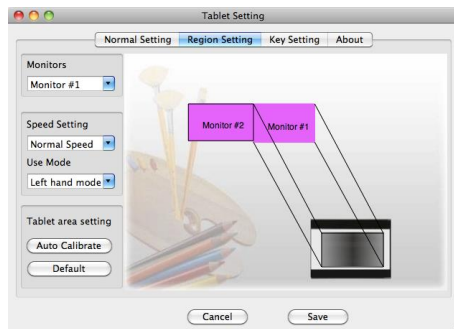 Tablet Setting
Normal Setting Region Setting Key Setting About
Monitors
Monitor #1
Speed Setting
Normal Speed
Use Mode
Left hand mode
Tablet area setting
Auto Calibrate
Default
Monitor #2 Monitor #1
Cancel Save